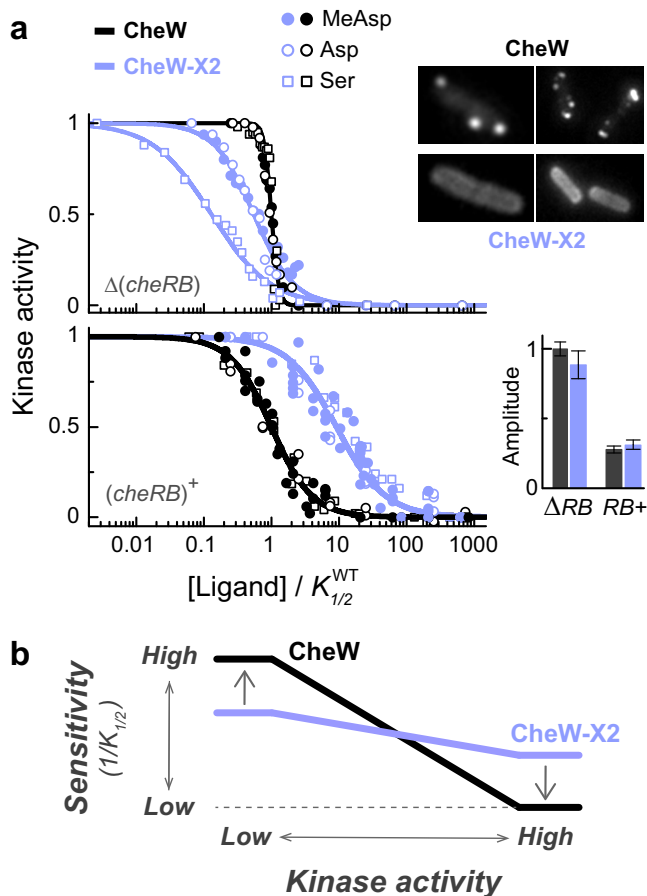 a
CheW
CheW-X2
MeAsp
Asp
Ser
CheW
CheW-X2
Kinase activity
1
0.5
0
Δ(cheRB)
1
0.5
0
(cheRB)+
0.01 0.1 1 10 100 1000
[Ligand] / K1/2WT
Amplitude
1
0.5
0
ΔRB RB+
b
Sensitivity
(1/K1/2)
High
Low
CheW
CheW-X2
Low High
Kinase activity